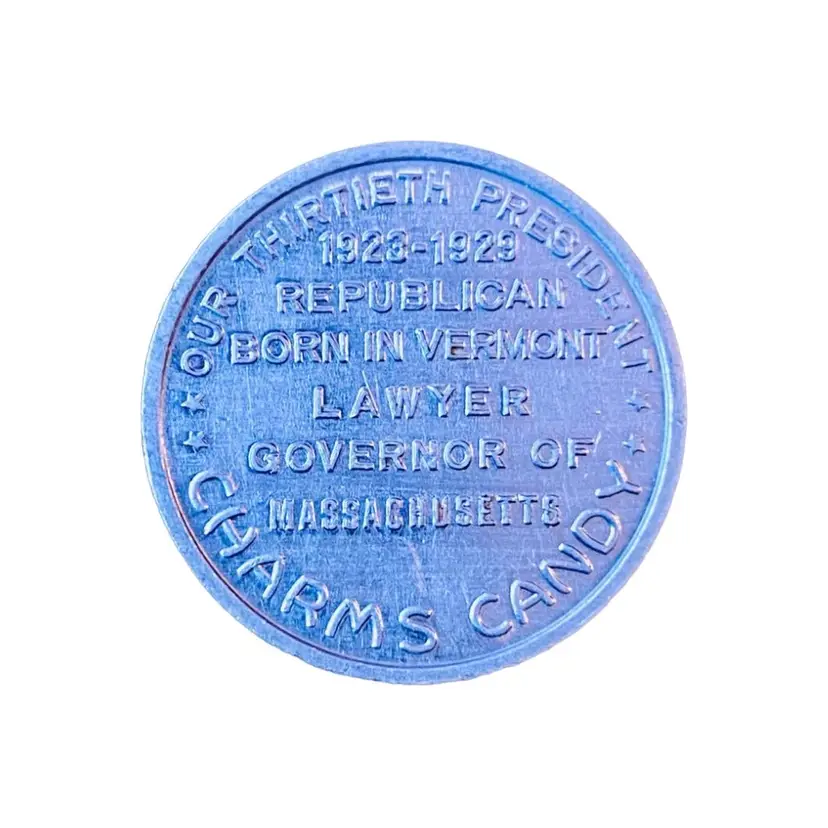 OUR THIRTIETH PRESIDENT
1923-1929
REPUBLICAN
BORN IN VERMONT
LAWYER
GOVERNOR OF
MASSACHUSETTS
CHARMS CANDY